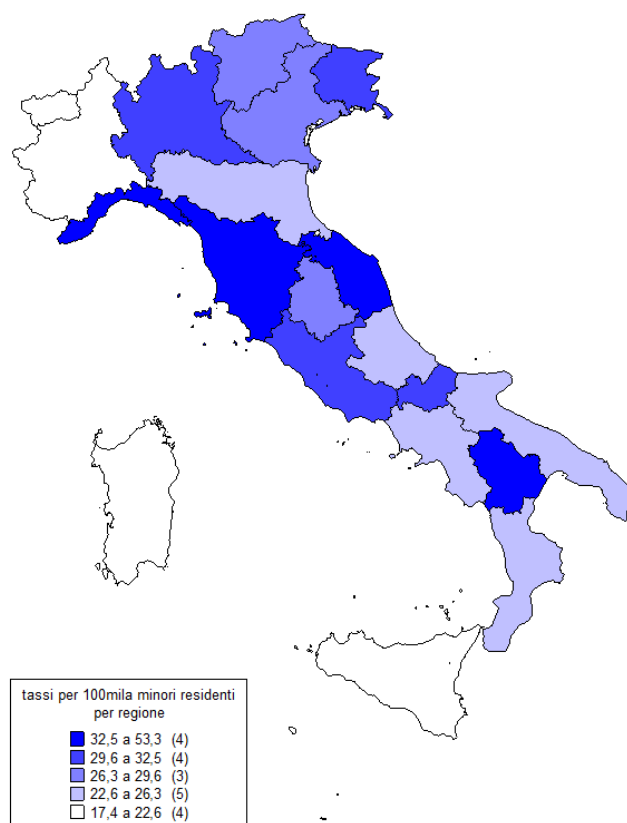 tassi per 100mila minori residenti
per regione
32,5 a 53,3 (4)
29,6 a 32,5 (4)
26,3 a 29,6 (3)
22,6 a 26,3 (5)
17,4 a 22,6 (4)